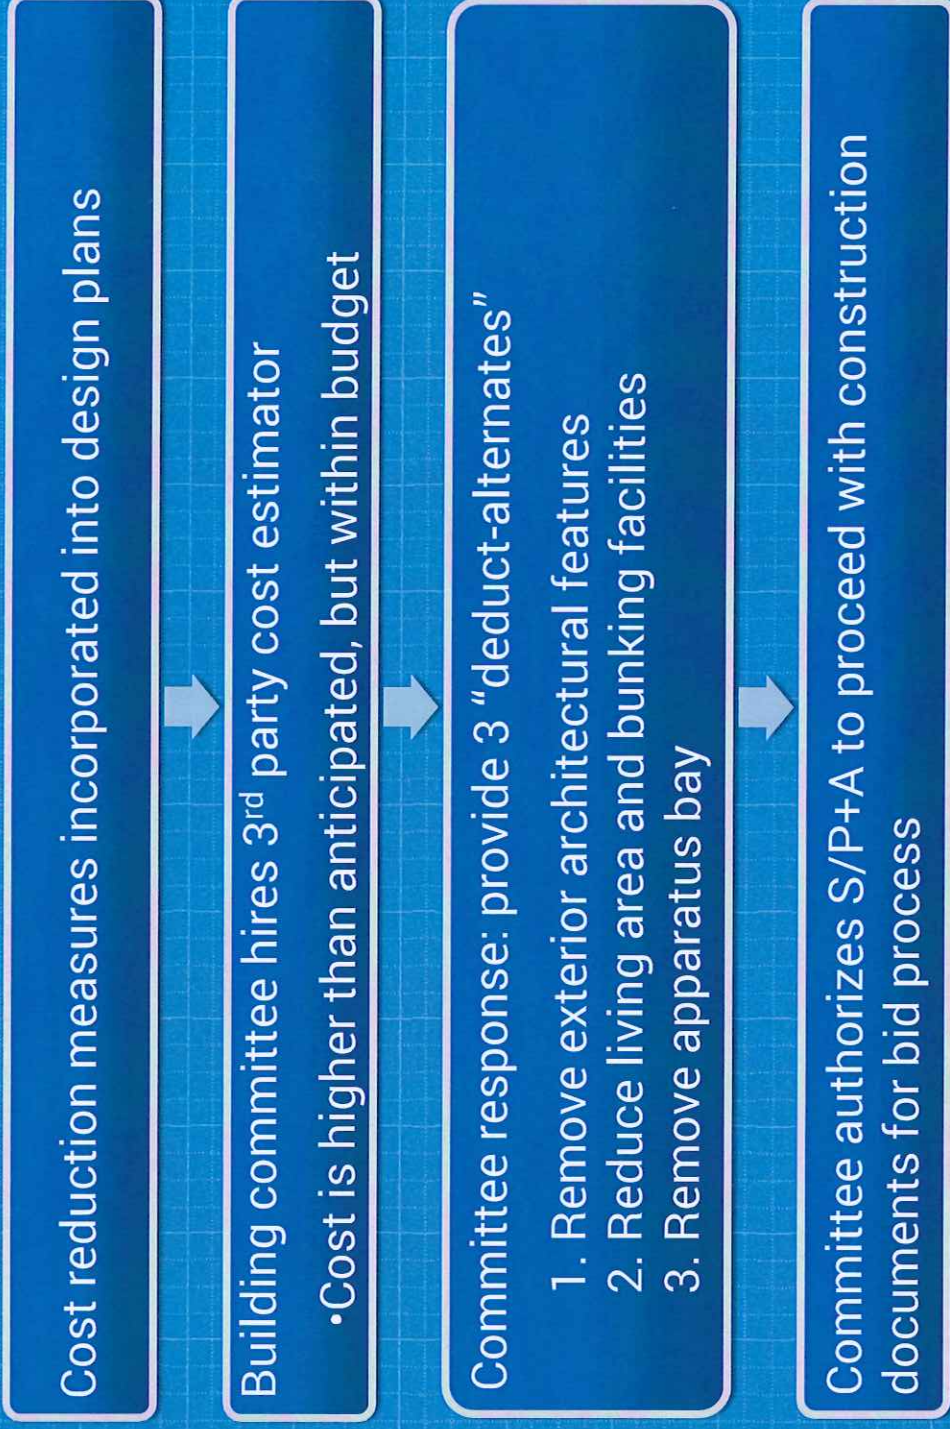 Cost reduction measures incorporated into design plans
Building committee hires 3rd party cost estimator
•Cost is higher than anticipated, but within budget
Committee response: provide 3 “deduct-alternates”
1. Remove exterior architectural features
2. Reduce living area and bunking facilities
3. Remove apparatus bay
Committee authorizes S/P+A to proceed with construction
documents for bid process